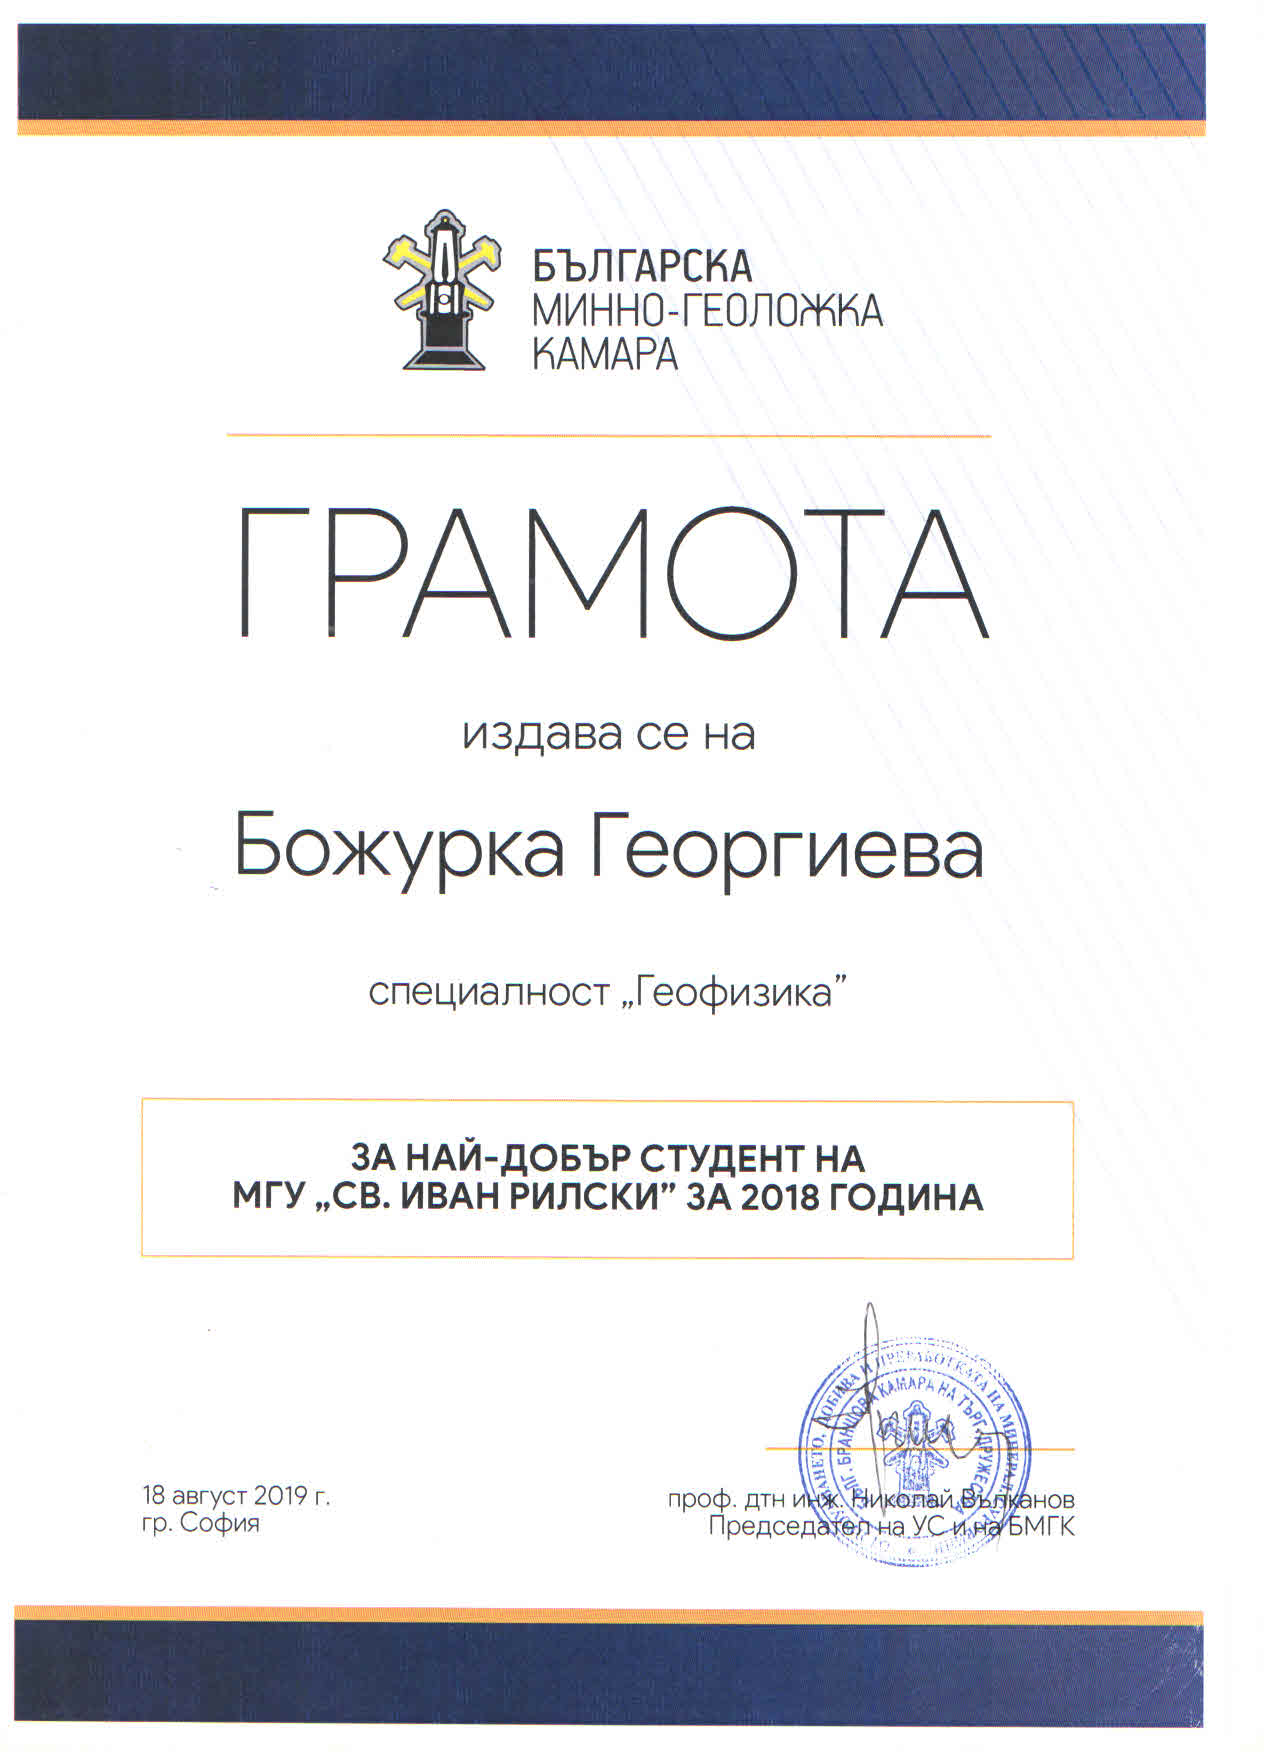 БЪЛГАРСКА
МИННО-ГЕОЛОЖКА
КАМАРА
ГРАМОТА
издава се на
Божурка Георгиева
специалност „Геофизика”
ЗА НАЙ-ДОБЪР СТУДЕНТ НА
МГУ „СВ. ИВАН РИЛСКИ” ЗА 2018 ГОДИНА
18 август 2019 г.
гр. София
проф. дтн инж. Николай Вълканов
Председател на УС и на БМГК
ДОБИВА И ПРЕРАБОТКАТА НА
БРАНШОВА КАМАРА НА ТЪРГ. ДРУЖЕСТВА